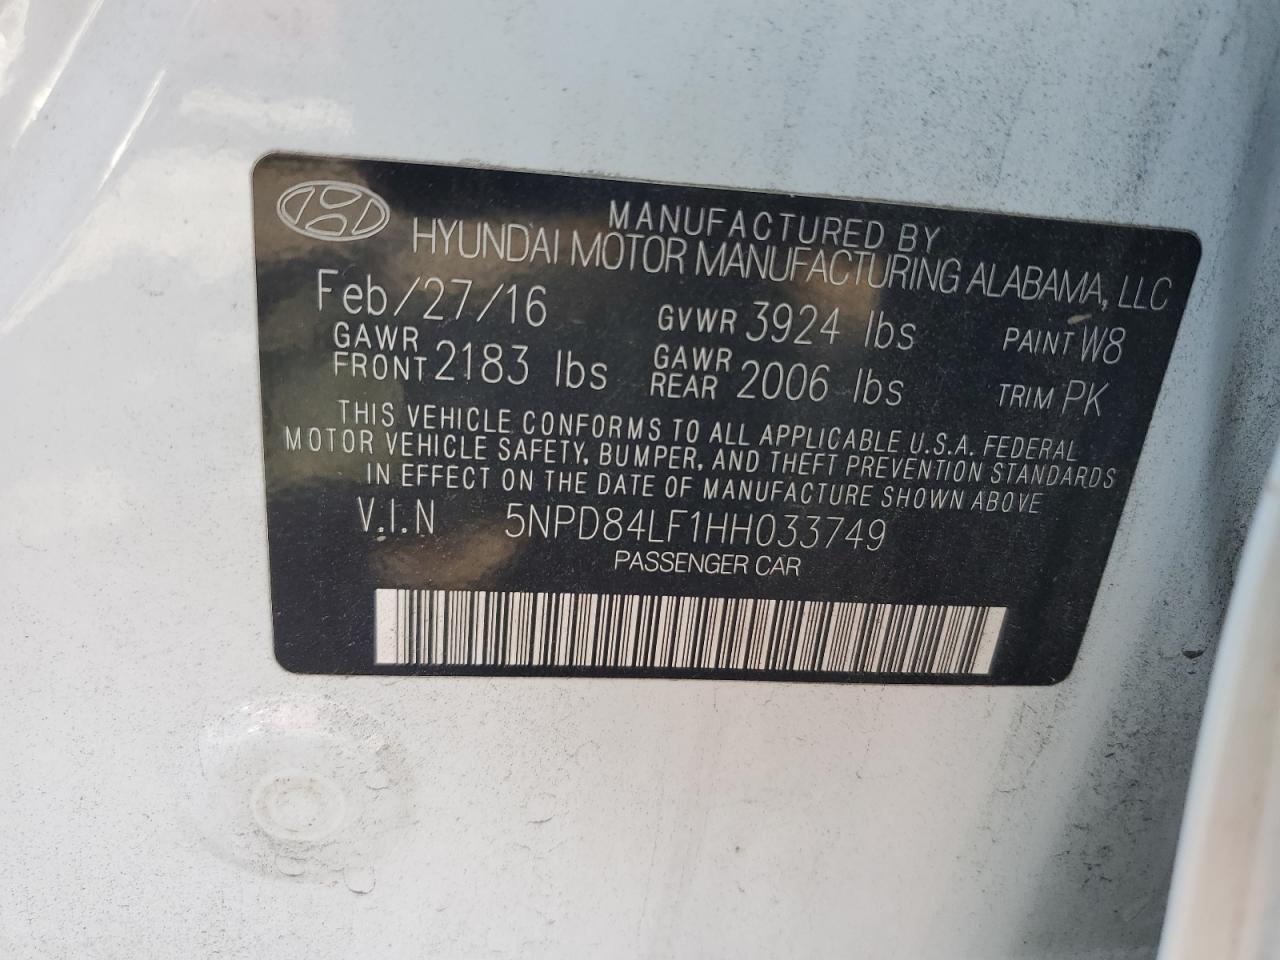 MANUFACTURED BY
HYUNDAI MOTOR MANUFACTURING ALABAMA, LLC
Feb/27/16 GVWR 3924 lbs PAINT W8
GAWR FRONT 2183 lbs GAWR REAR 2006 lbs TRIM PK
THIS VEHICLE CONFORMS TO ALL APPLICABLE U.S.A. FEDERAL
MOTOR VEHICLE SAFETY, BUMPER, AND THEFT PREVENTION STANDARDS
IN EFFECT ON THE DATE OF MANUFACTURE SHOWN ABOVE
V.I.N 5NPD84LF1HH033749
PASSENGER CAR